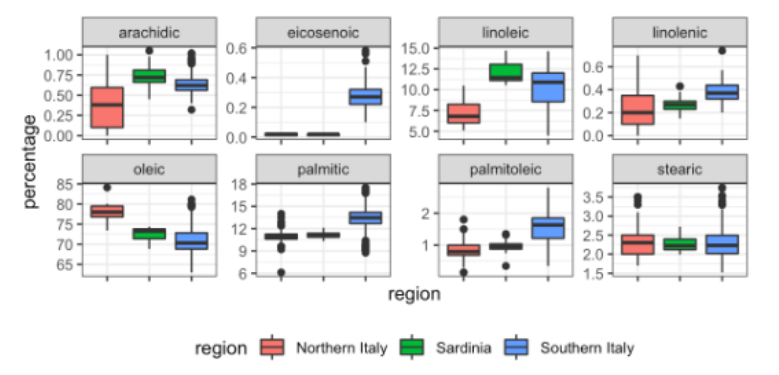 arachidic eicosenoic linoleic linolenic
1.00 0.75 0.50 0.25 0.00
0.6 0.4 0.2 0.0
15.0 12.5 10.0 7.5 5.0
0.6 0.4 0.2 0.0
percentage
oleic palmitic palmitoleic stearic
85 80 75 70 65
18 15 12 9 6
2 1
3.5 3.0 2.5 2.0 1.5
region
region Northern Italy Sardinia Southern Italy